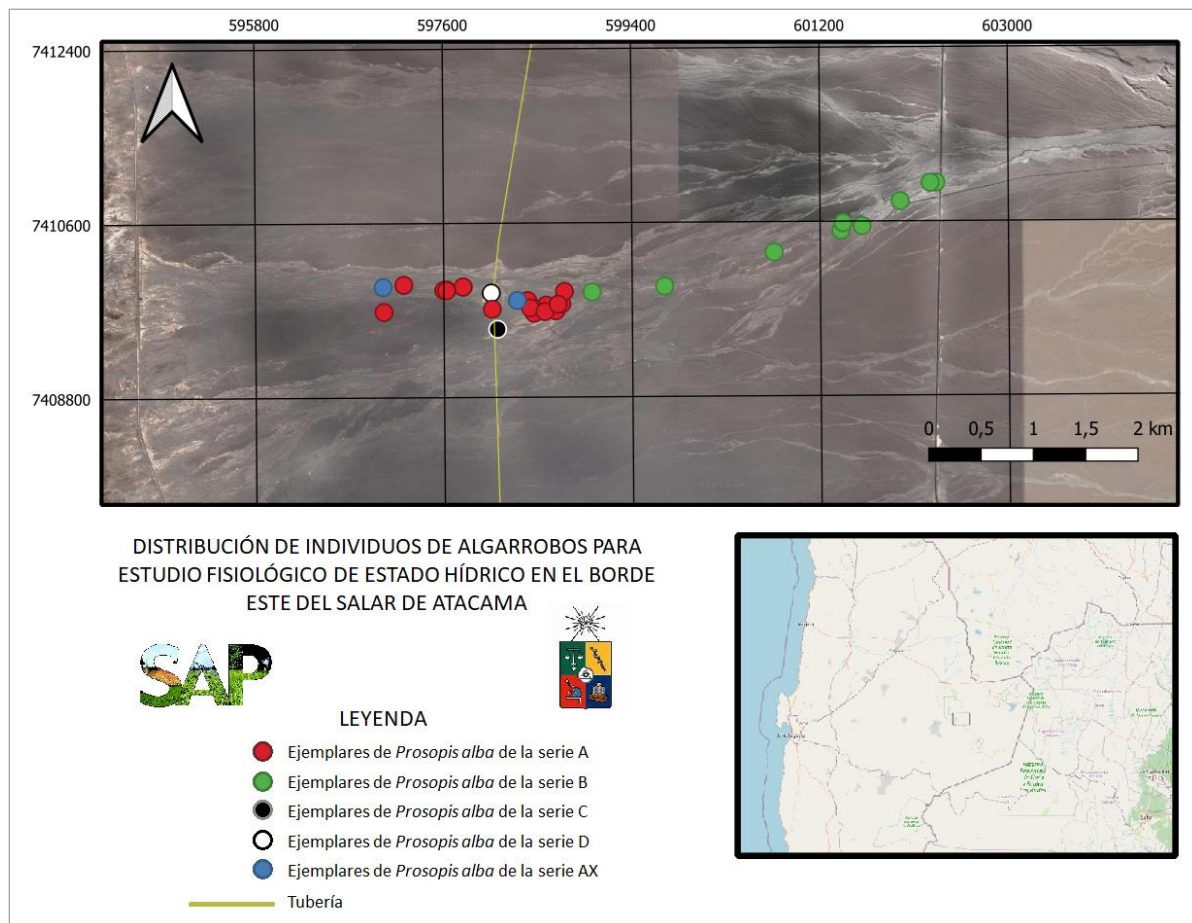 595800 597600 599400 601200 603000
7412400
7410600
7408800
0 0,5 1 1,5 2 km
DISTRIBUCIÓN DE INDIVIDUOS DE ALGARROBOS PARA
ESTUDIO FISIOLÓGICO DE ESTADO HÍDRICO EN EL BORDE
ESTE DEL SALAR DE ATACAMA
SAP
LEYENDA
Ejemplares de Prosopis alba de la serie A
Ejemplares de Prosopis alba de la serie B
Ejemplares de Prosopis alba de la serie C
Ejemplares de Prosopis alba de la serie D
Ejemplares de Prosopis alba de la serie AX
Tubería